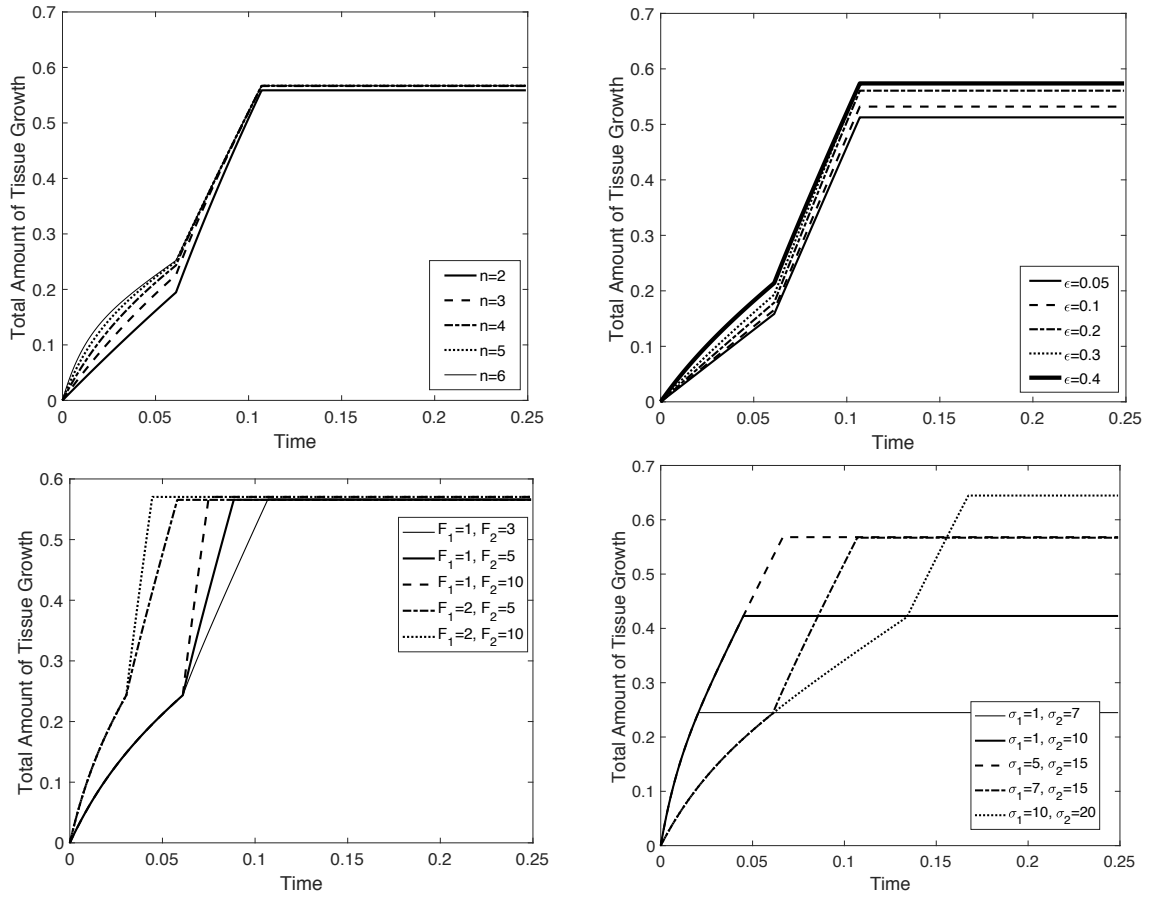 0.7
0.6
0.5
0.4
0.3
0.2
0.1
0
Total Amount of Tissue Growth
n=2
n=3
n=4
n=5
n=6
0 0.05 0.1 0.15 0.2 0.25
Time
0.7
0.6
0.5
0.4
0.3
0.2
0.1
0
Total Amount of Tissue Growth
ϵ=0.05
ϵ=0.1
ϵ=0.2
ϵ=0.3
ϵ=0.4
0 0.05 0.1 0.15 0.2 0.25
Time
0.6
0.5
0.4
0.3
0.2
0.1
0
Total Amount of Tissue Growth
F₁=1, F₂=3
F₁=1, F₂=5
F₁=1, F₂=10
F₁=2, F₂=5
F₁=2, F₂=10
0 0.05 0.1 0.15 0.2 0.25
Time
0.7
0.6
0.5
0.4
0.3
0.2
0.1
0
Total Amount of Tissue Growth
σ₁=1, σ₂=7
σ₁=1, σ₂=10
σ₁=5, σ₂=15
σ₁=7, σ₂=15
σ₁=10, σ₂=20
0 0.05 0.1 0.15 0.2 0.25
Time